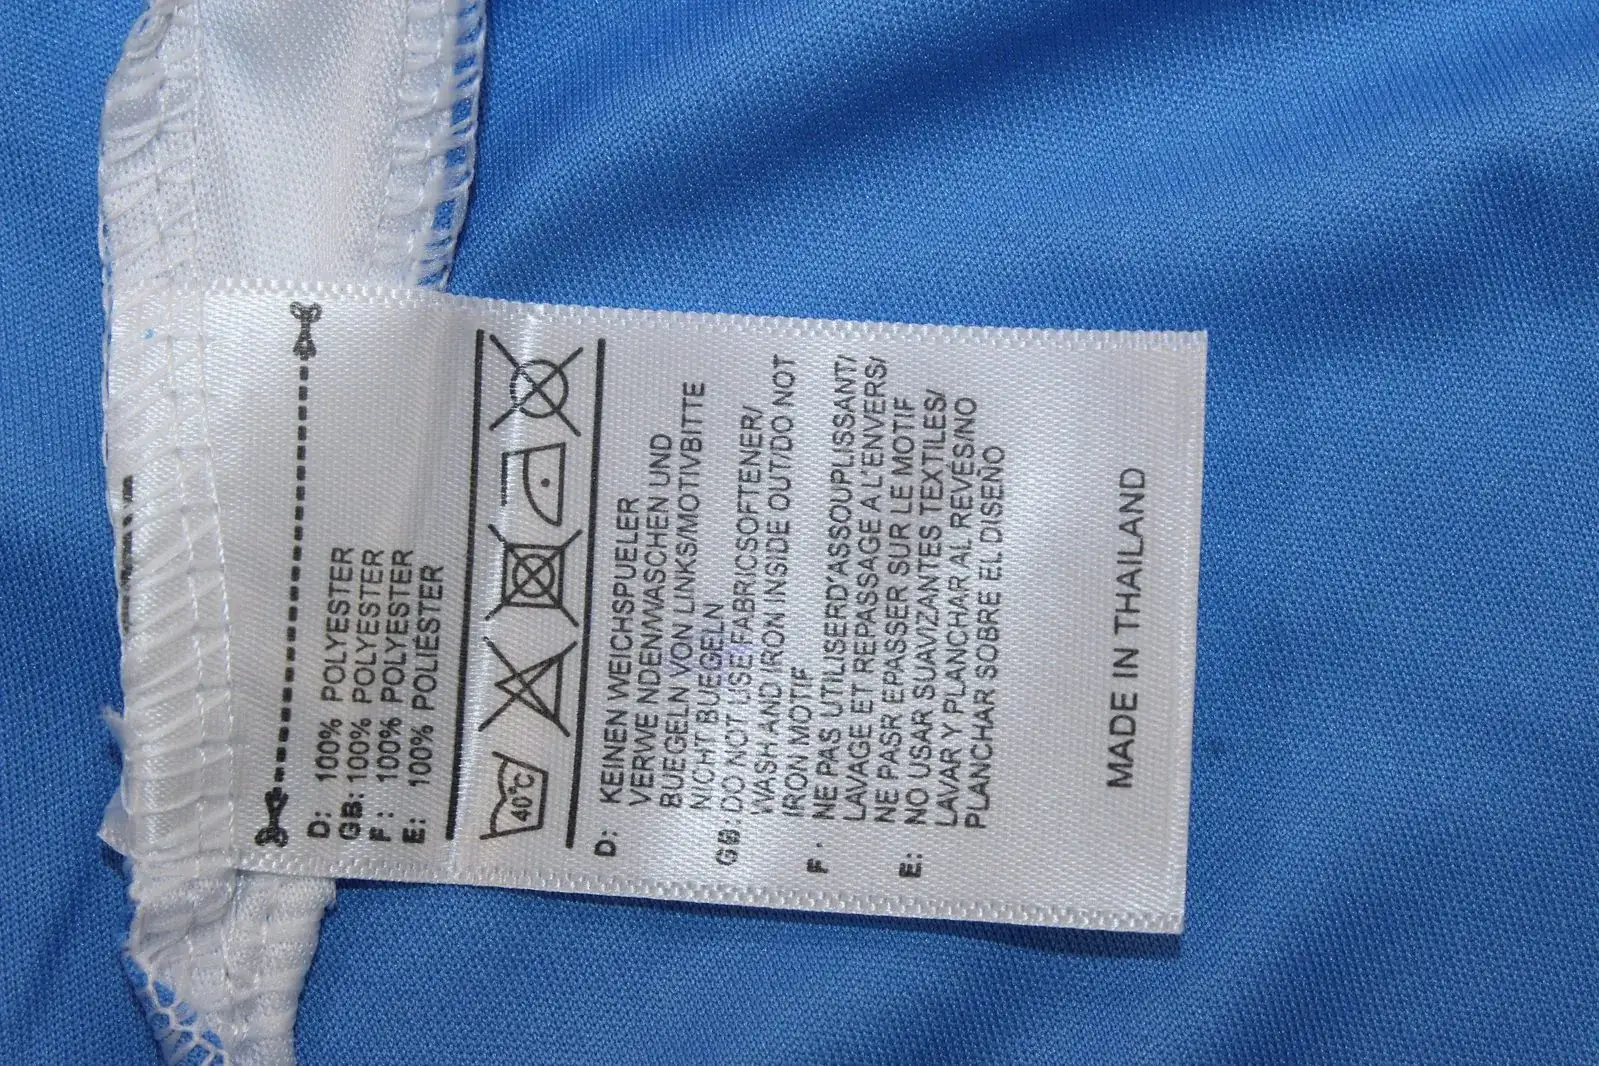 D: 100% POLYESTER
GB: 100% POLYESTER
F: 100% POLYESTER
E: 100% POLIÉSTER
40°C
D: KEINEN WEICHSPUELER
VERWE NDEN/WASCHEN UND
BUEGELN VON LINKS/MOTIVBITTE
NICHT BUEGELN
GB: DO NOT USE FABRICSOFTENER/
WASH AND IRON INSIDE OUT/DO NOT
IRON MOTIF
F: NE PAS UTILISERD'ASSOUPLISSANT/
LAVAGE ET REPASSAGE A L'ENVERS/
NE PASR EPASSER SUR LE MOTIF
E: NO USAR SUAVIZANTES TEXTILES/
LAVAR Y PLANCHAR AL REVÉS/NO
PLANCHAR SOBRE EL DISEÑO
MADE IN THAILAND